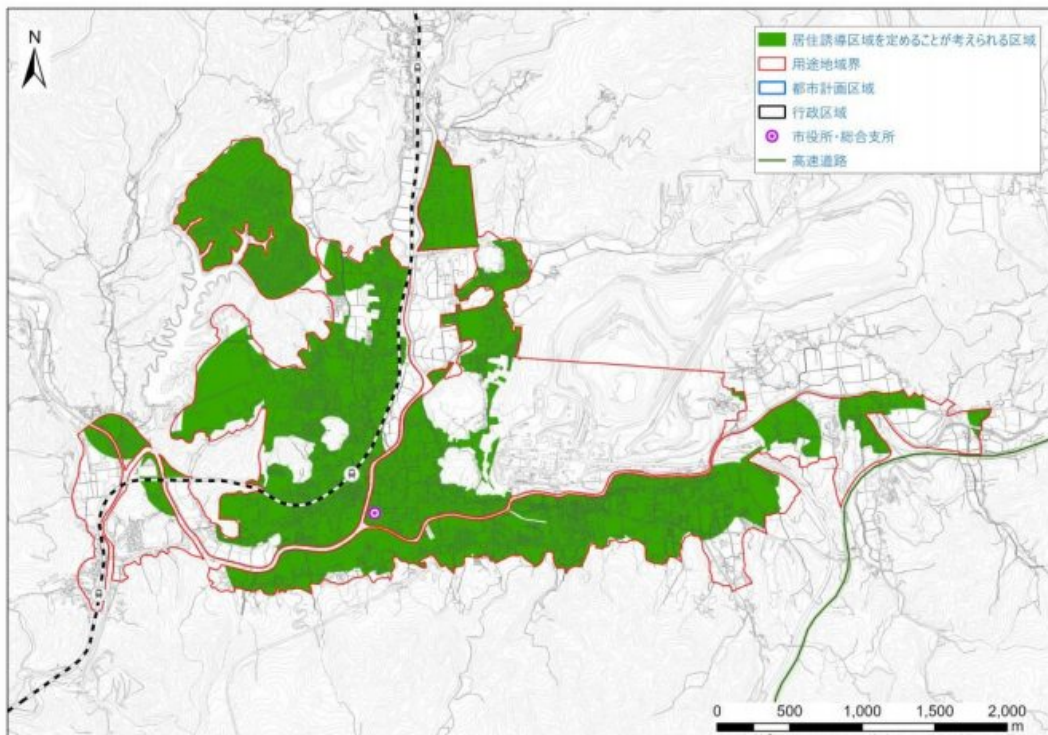 N
居住誘導区域を定めることが考えられる区域
用途地域界
都市計画区域
行政区域
市役所・総合支所
高速道路
0 500 1,000 1,500 2,000
m